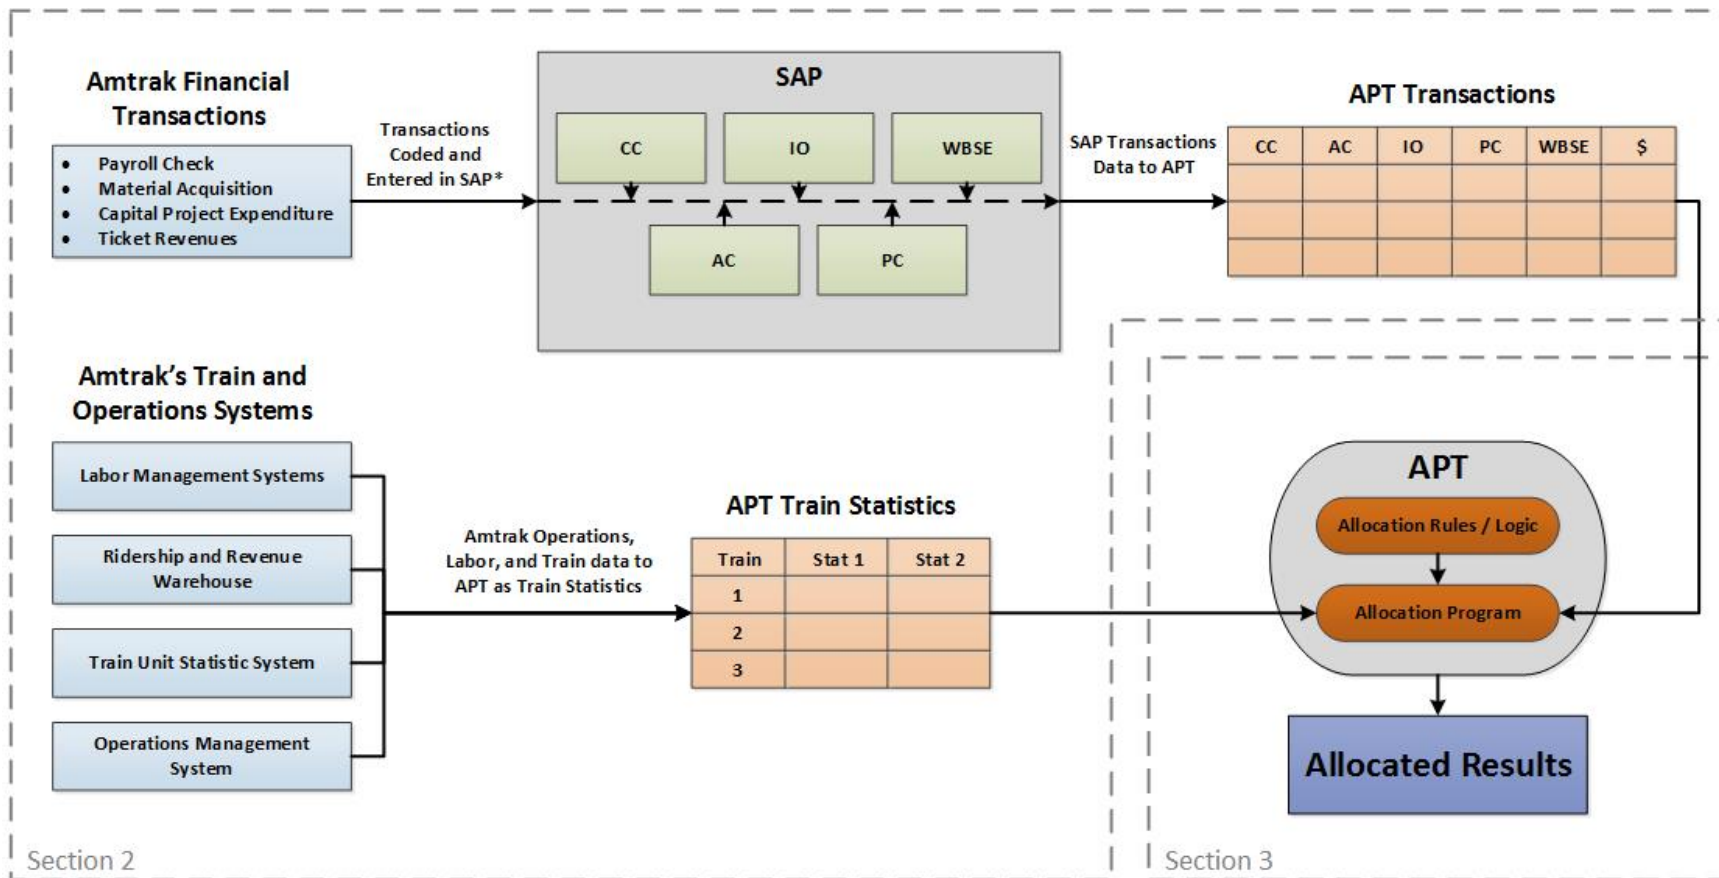 Amtrak Financial
Transactions
• Payroll Check
• Material Acquisition
• Capital Project Expenditure
• Ticket Revenues
Transactions
Coded and
Entered in SAP*
SAP
CC
IO
WBSE
AC
PC
SAP Transactions
Data to APT
APT Transactions
CC AC IO PC WBSE $
Amtrak's Train and
Operations Systems
Labor Management Systems
Ridership and Revenue
Warehouse
Train Unit Statistic System
Operations Management
System
Amtrak Operations,
Labor, and Train data to
APT as Train Statistics
APT Train Statistics
Train Stat 1 Stat 2
1
2
3
APT
Allocation Rules / Logic
Allocation Program
Allocated Results
Section 2
Section 3